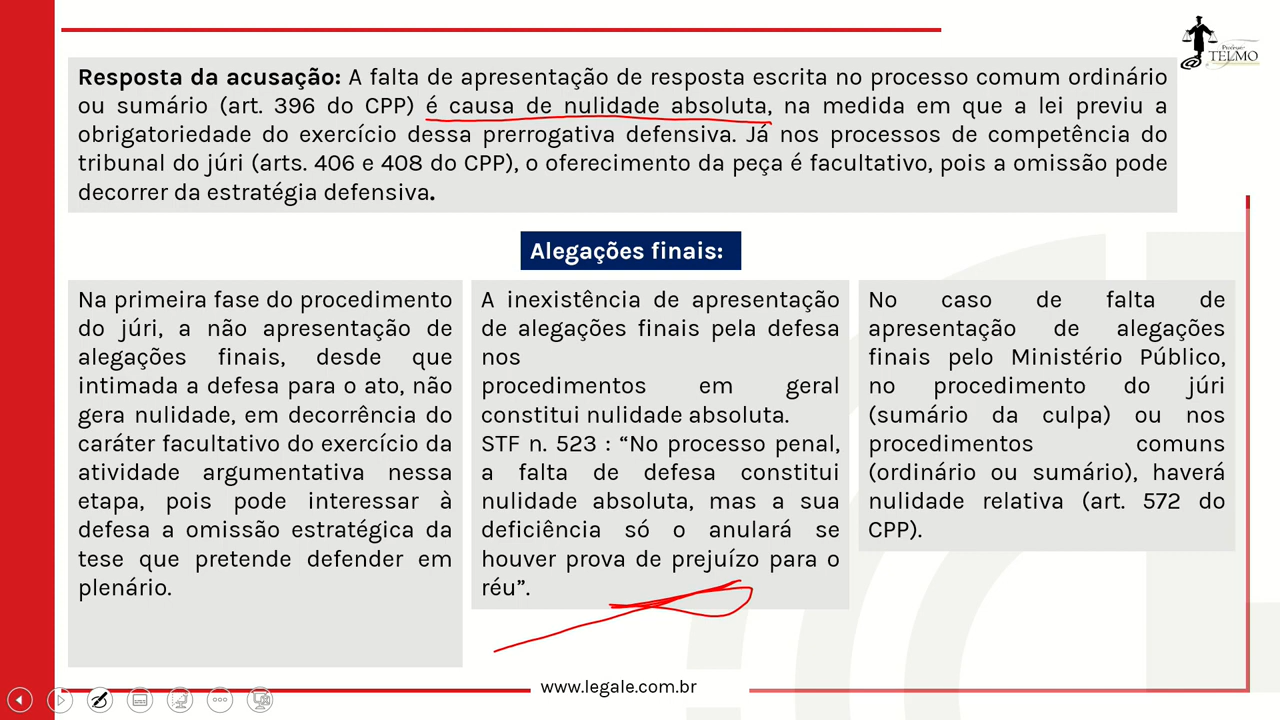 Professor
TELMO
Resposta da acusação: A falta de apresentação de resposta escrita no processo comum ordinário
ou sumário (art. 396 do CPP) é causa de nulidade absoluta, na medida em que a lei previu a
obrigatoriedade do exercício dessa prerrogativa defensiva. Já nos processos de competência do
tribunal do júri (arts. 406 e 408 do CPP), o oferecimento da peça é facultativo, pois a omissão pode
decorrer da estratégia defensiva.
Alegações finais:
Na primeira fase do procedimento
do júri, a não apresentação de
alegações finais, desde que
intimada a defesa para o ato, não
gera nulidade, em decorrência do
caráter facultativo do exercício da
atividade argumentativa nessa
etapa, pois pode interessar à
defesa a omissão estratégica da
tese que pretende defender em
plenário.
A inexistência de apresentação
de alegações finais pela defesa
nos
procedimentos em geral
constitui nulidade absoluta.
STF n. 523 : “No processo penal,
a falta de defesa constitui
nulidade absoluta, mas a sua
deficiência só o anulará se
houver prova de prejuízo para o
réu”.
No caso de falta de
apresentação de alegações
finais pelo Ministério Público,
no procedimento do júri
(sumário da culpa) ou nos
procedimentos comuns
(ordinário ou sumário), haverá
nulidade relativa (art. 572 do
CPP).
www.legale.com.br